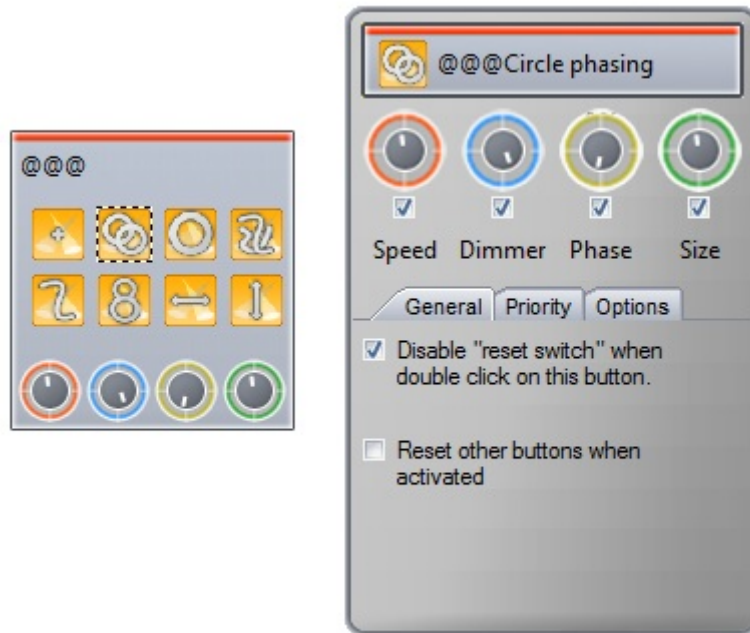 @@@
@@@Circle phasing
Speed Dimmer Phase Size
General Priority Options
Disable "reset switch" when
double click on this button.
Reset other buttons when
activated